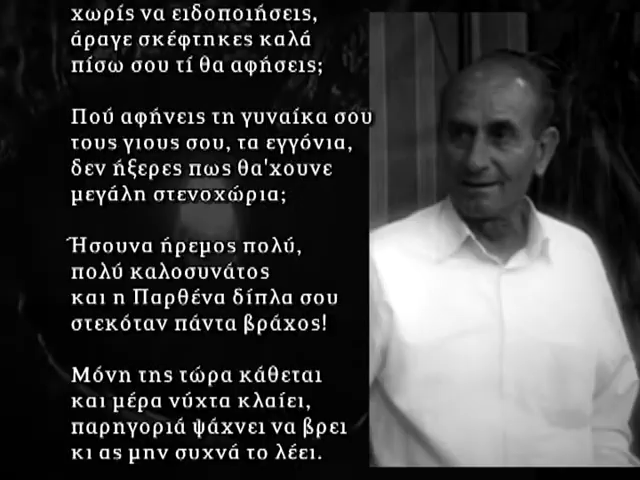 χωρίς να ειδοποιήσεις,
άραγε σκέφτηκες καλά
πίσω σου τί θα αφήσεις;
Πού αφήνεις τη γυναίκα σου
τους γιους σου, τα εγγόνια,
δεν ήξερες πως θα'χουνε
μεγάλη στενοχώρια;
Ήσουνα ήρεμος πολύ,
πολύ καλοσυνάτος
και η Παρθένα δίπλα σου
στεκόταν πάντα βράχος!
Μόνη της τώρα κάθεται
και μέρα νύχτα κλαίει,
παρηγοριά ψάχνει να βρει
κι ας μην συχνά το λέει.